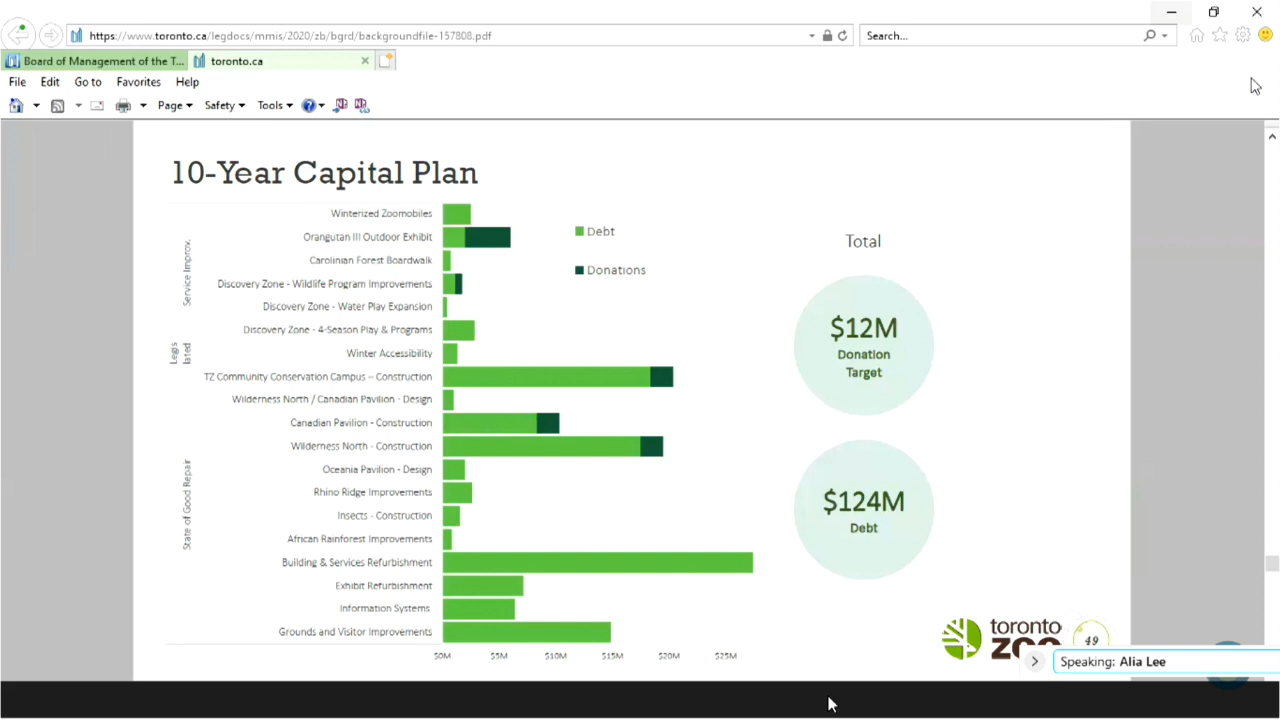 https://www.toronto.ca/legdocs/mmis/2020/zb/bgrd/backgroundfile-157808.pdf
Search...
Board of Management of the T...
toronto.ca
File Edit Go to Favorites Help
Page Safety Tools
10-Year Capital Plan
Service Improv.
Legis
lated
State of Good Repair
Winterized Zoomobiles
Orangutan III Outdoor Exhibit
Carolinian Forest Boardwalk
Discovery Zone - Wildlife Program Improvements
Discovery Zone - Water Play Expansion
Discovery Zone - 4-Season Play & Programs
Winter Accessibility
TZ Community Conservation Campus – Construction
Wilderness North / Canadian Pavilion - Design
Canadian Pavilion - Construction
Wilderness North - Construction
Oceania Pavilion - Design
Rhino Ridge Improvements
Insects - Construction
African Rainforest Improvements
Building & Services Refurbishment
Exhibit Refurbishment
Information Systems
Grounds and Visitor Improvements
$0M $5M $10M $15M $20M $25M
Debt
Donations
Total
$12M
Donation
Target
$124M
Debt
toronto
ZOO
49
Speaking: Alia Lee